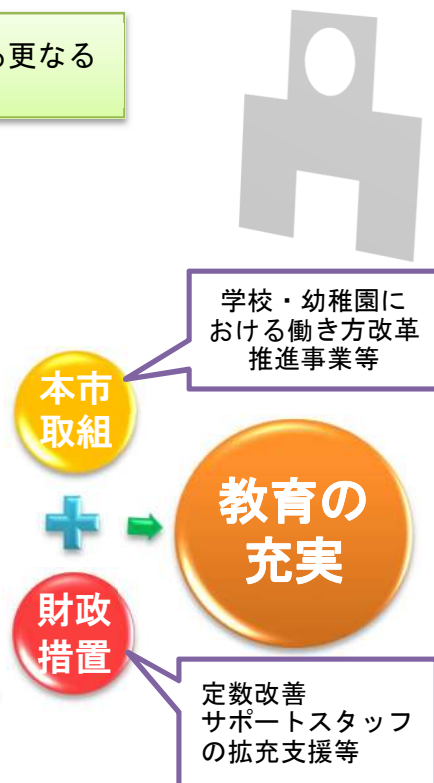 更なる
学校・幼稚園に
おける働き方改革
推進事業等
本市
取組
教育の
充実
財政
措置
定数改善
サポートスタッフ
の拡充支援等